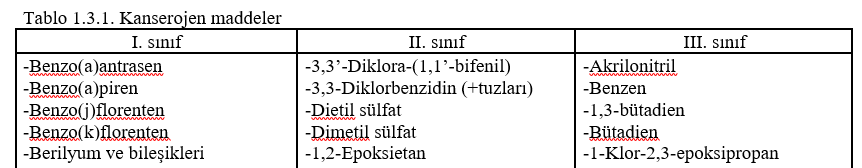 Tablo 1.3.1. Kanserojen maddeler
I. sınıf II. sınıf III. sınıf
-Benzo(a)antrasen -3,3’-Diklora-(1,1’-bifenil) -Akrilonitril
-Benzo(a)piren -3,3-Diklorbenzidin (+tuzları) -Benzen
-Benzo(j)florenten -Dietil sülfat -1,3-bütadien
-Benzo(k)florenten -Dimetil sülfat -Bütadien
-Berilyum ve bileşikleri -1,2-Epoksietan -1-Klor-2,3-epoksipropan